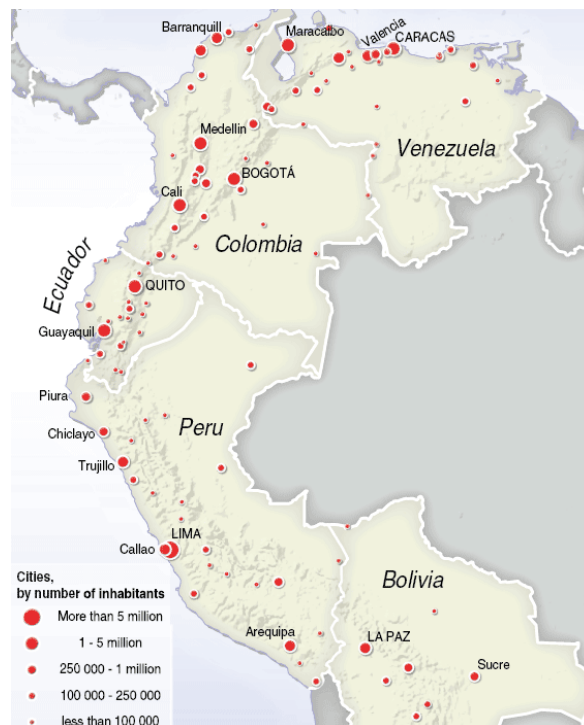 Barranquill
Maracaibo
Valencia
CARACAS
Medellin
Venezuela
BOGOTÁ
Cali
Colombia
Ecuador
QUITO
Guayaquil
Piura
Peru
Chiclayo
Trujillo
LIMA
Callao
Bolivia
Cities,
by number of inhabitants
More than 5 million
1 - 5 million
250 000 - 1 million
100 000 - 250 000
less than 100 000
Arequipa
LA PAZ
Sucre